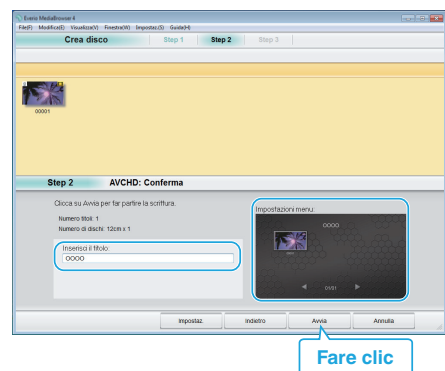 Everio MediaBrowser 4
File(F) Modifica(E) Visualizza(V) Finestra(W) Impostaz.(S) Guida(H)
Crea disco Step 1 Step 2 Step 3
00001
Step 2 AVCHD: Conferma
Clicca su Avvia per far partire la scrittura.
Numero titoli: 1
Numero di dischi: 12cm x 1
Inserisci il titolo:
OOOO
Impostazioni menu:
OOOO
01/01
Impostaz. Indietro Avvia Annulla
Fare clic